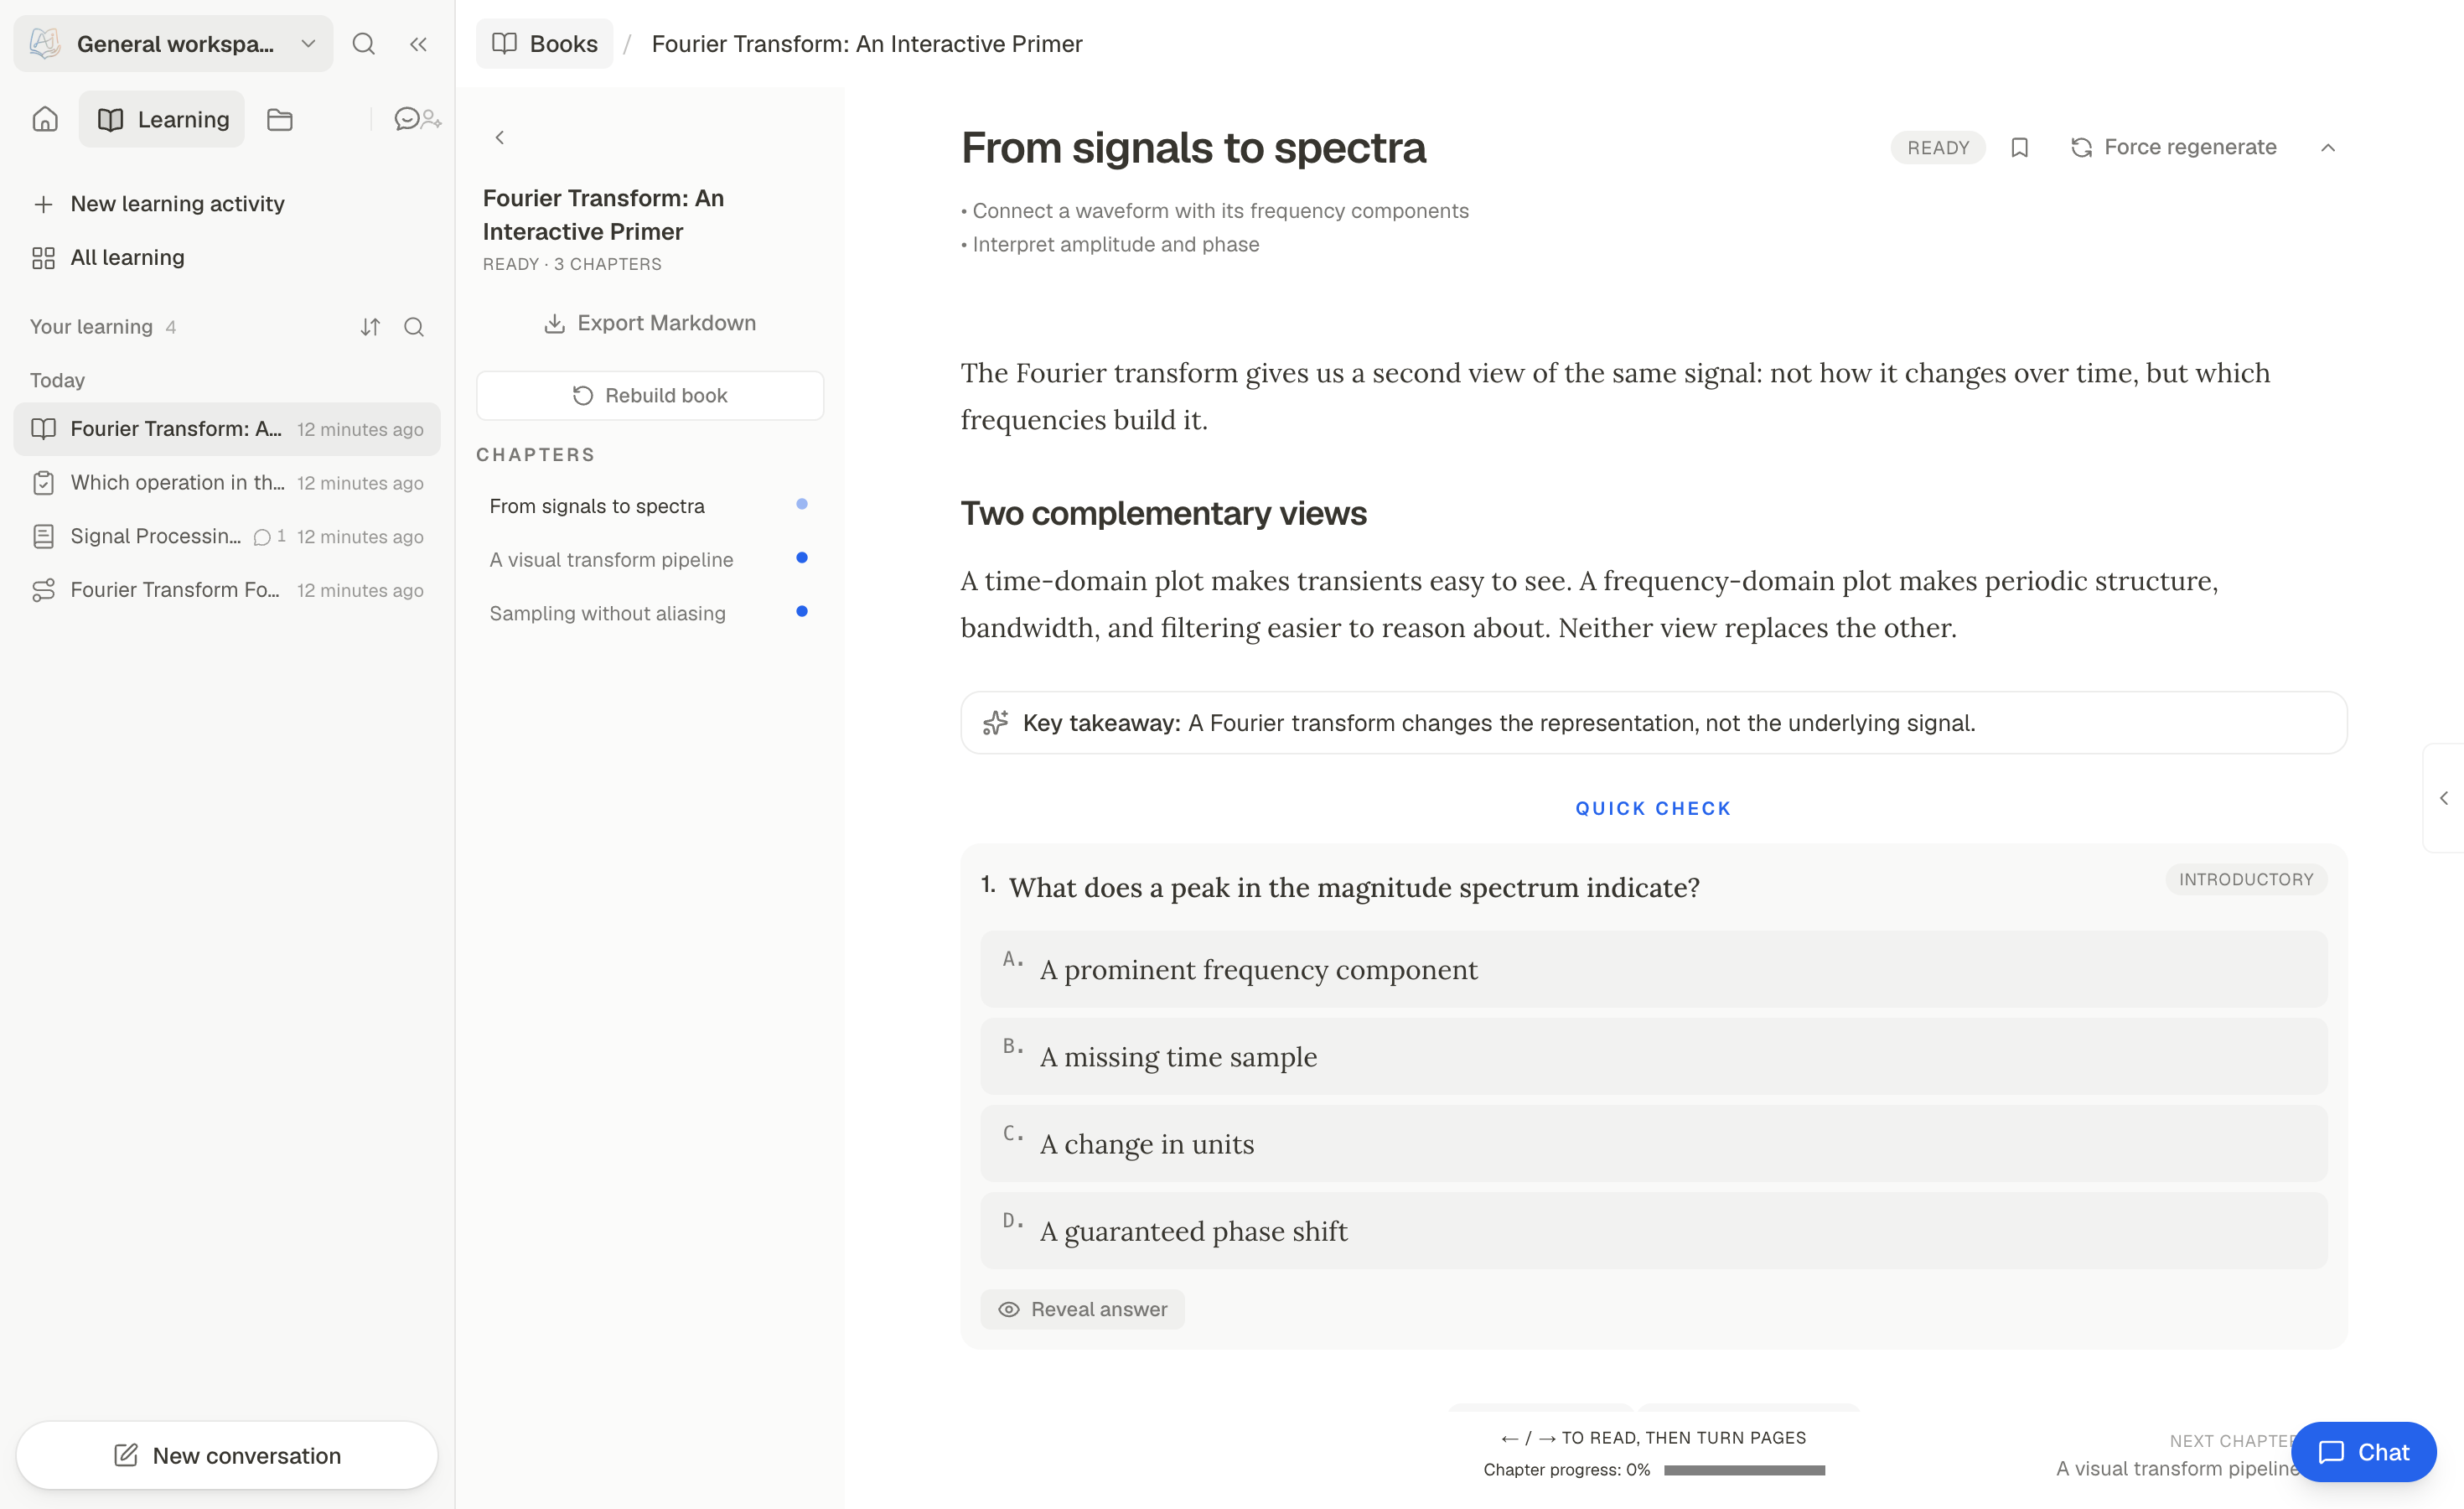 General workspa...
Books / Fourier Transform: An Interactive Primer
Learning
New learning activity
All learning
Your learning 4
Today
Fourier Transform: A... 12 minutes ago
Which operation in th... 12 minutes ago
Signal Processin... 1 12 minutes ago
Fourier Transform Fo... 12 minutes ago
New conversation
Fourier Transform: An
Interactive Primer
READY · 3 CHAPTERS
Export Markdown
Rebuild book
CHAPTERS
From signals to spectra
A visual transform pipeline
Sampling without aliasing
From signals to spectra
READY
Force regenerate
• Connect a waveform with its frequency components
• Interpret amplitude and phase
The Fourier transform gives us a second view of the same signal: not how it changes over time, but which
frequencies build it.
Two complementary views
A time-domain plot makes transients easy to see. A frequency-domain plot makes periodic structure,
bandwidth, and filtering easier to reason about. Neither view replaces the other.
Key takeaway: A Fourier transform changes the representation, not the underlying signal.
QUICK CHECK
1. What does a peak in the magnitude spectrum indicate?
INTRODUCTORY
A. A prominent frequency component
B. A missing time sample
C. A change in units
D. A guaranteed phase shift
Reveal answer
← / → TO READ, THEN TURN PAGES
Chapter progress: 0%
NEXT CHAPTER
A visual transform pipeline
Chat